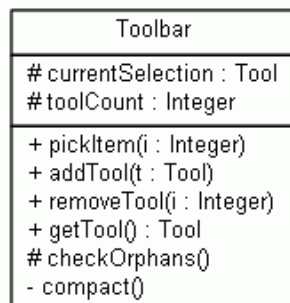 Toolbar
# currentSelection : Tool
# toolCount : Integer
+ pickItem(i : Integer)
+ addTool(t : Tool)
+ removeTool(i : Integer)
+ getTool() : Tool
# checkOrphans()
- compact()